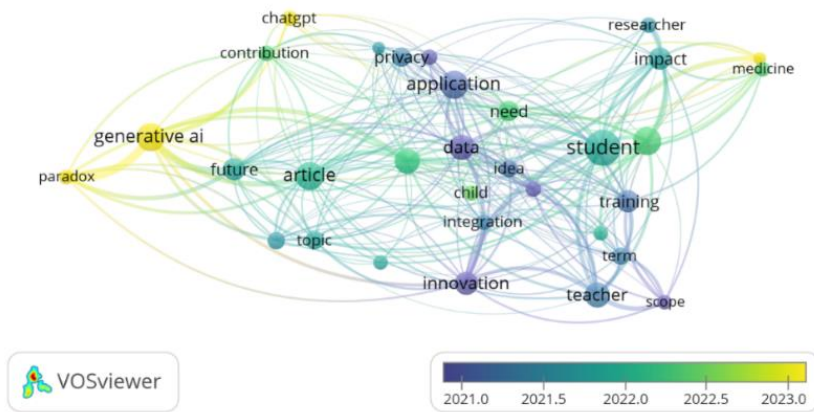 chatgpt
researcher
contribution
privacy
impact
medicine
application
need
generative ai
data
student
paradox
future
article
idea
child
training
integration
topic
term
innovation
teacher
scope
VOSviewer
2021.0 2021.5 2022.0 2022.5 2023.0